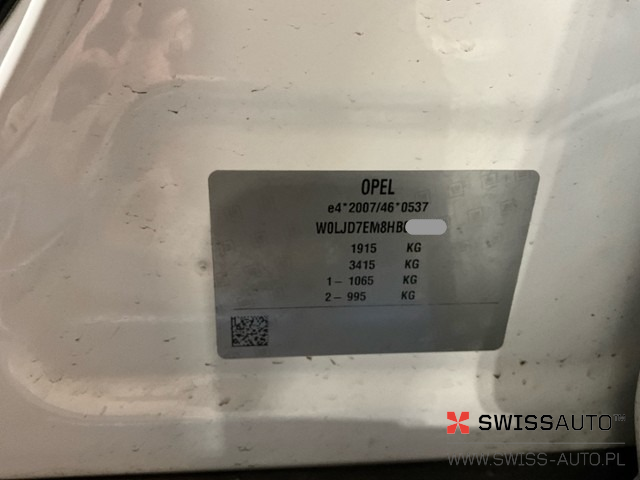 OPEL
e4*2007/46*0537
W0LJD7EM8HB
1915 KG
3415 KG
1– 1065 KG
2– 995 KG
SWISSAUTO™
WWW.SWISS-AUTO.PL